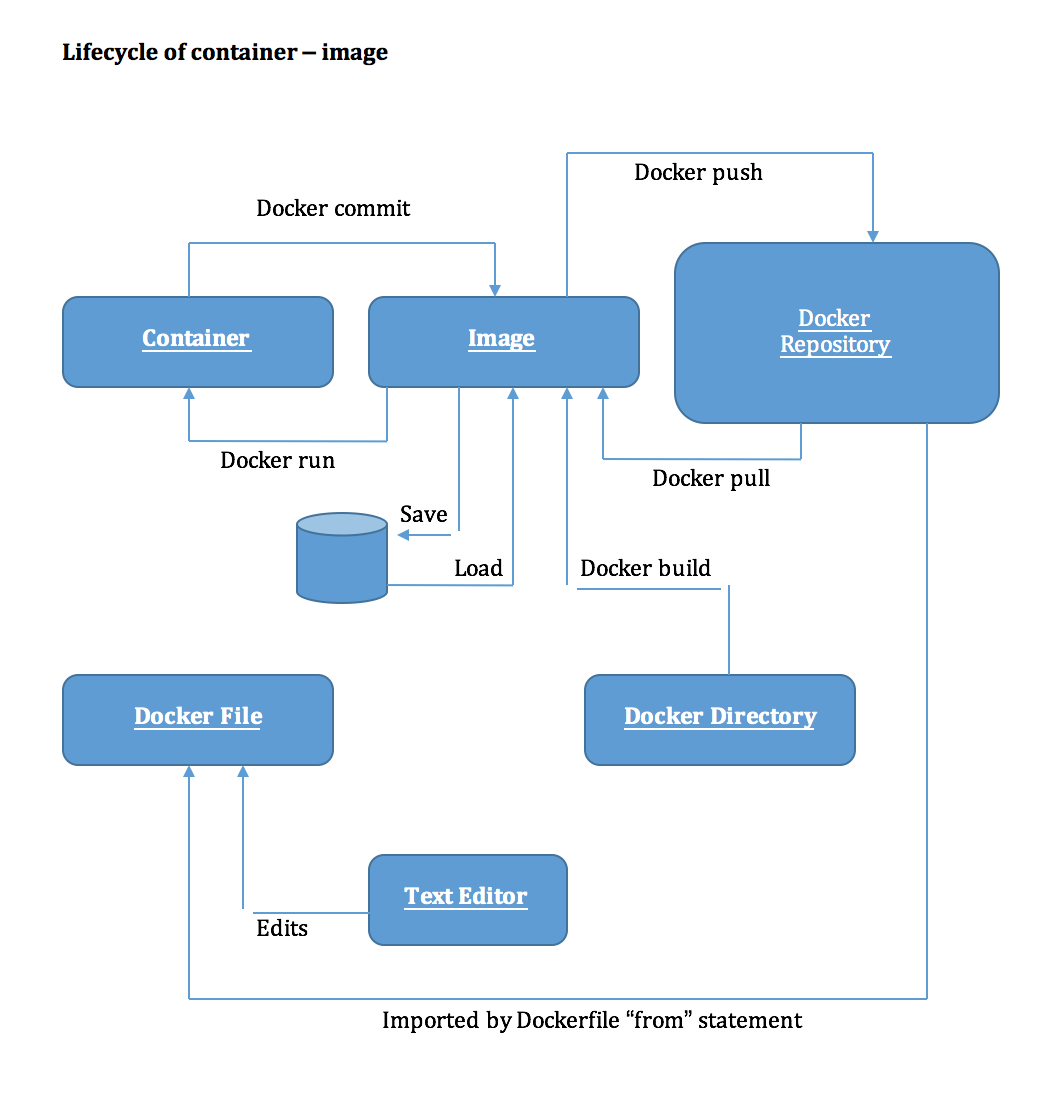 Lifecycle of container – image
Docker push
Docker commit
Container
Image
Docker
Repository
Docker run
Docker pull
Save
Load
Docker build
Docker File
Docker Directory
Text Editor
Edits
Imported by Dockerfile “from” statement